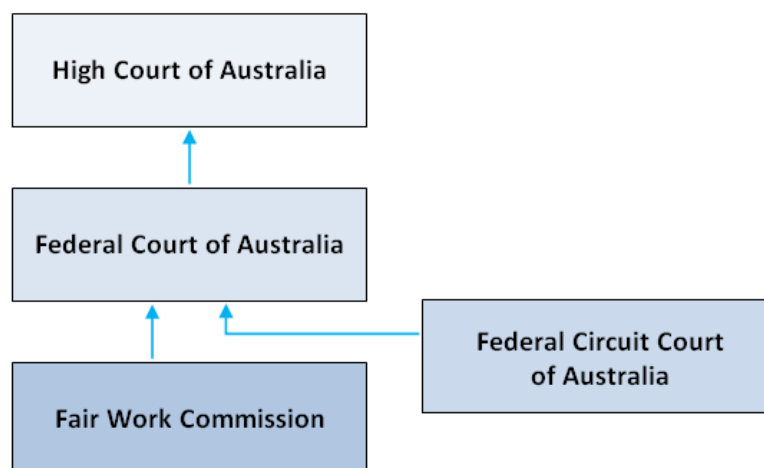 High Court of Australia
Federal Court of Australia
Federal Circuit Court
of Australia
Fair Work Commission